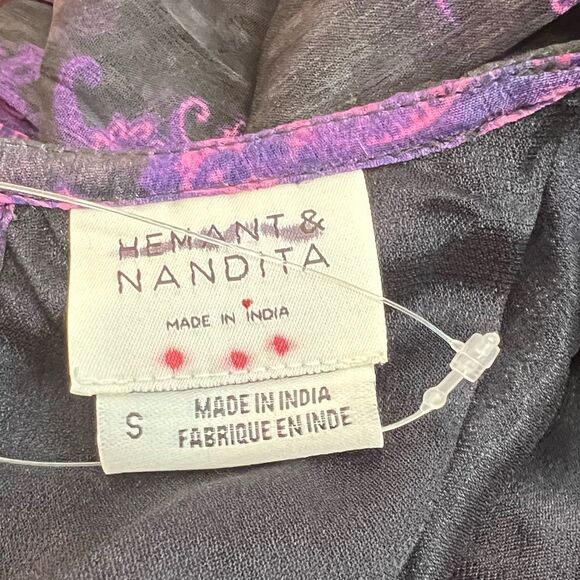 HEMANT &
NANDITA
MADE IN INDIA
S
MADE IN INDIA
FABRIQUE EN INDE